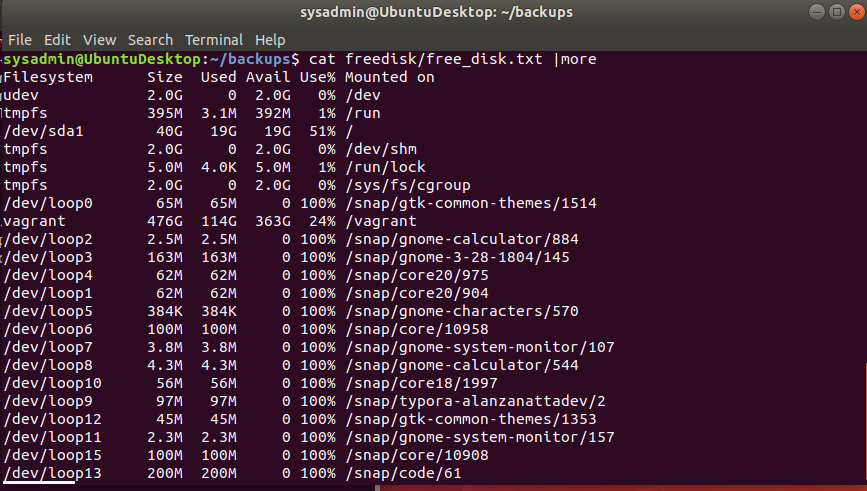 sysadmin@UbuntuDesktop: ~/backups
File Edit View Search Terminal Help
sysadmin@UbuntuDesktop:~/backups$ cat freedisk/free_disk.txt |more
Filesystem      Size  Used Avail Use% Mounted on
udev            2.0G     0  2.0G   0% /dev
tmpfs           395M  3.1M  392M   1% /run
/dev/sda1        40G   19G   19G  51% /
tmpfs           2.0G     0  2.0G   0% /dev/shm
tmpfs           5.0M  4.0K  5.0M   1% /run/lock
tmpfs           2.0G     0  2.0G   0% /sys/fs/cgroup
/dev/loop0       65M   65M     0 100% /snap/gtk-common-themes/1514
vagrant         476G  114G  363G  24% /vagrant
/dev/loop2      2.5M  2.5M     0 100% /snap/gnome-calculator/884
/dev/loop3      163M  163M     0 100% /snap/gnome-3-28-1804/145
/dev/loop4       62M   62M     0 100% /snap/core20/975
/dev/loop1       62M   62M     0 100% /snap/core20/904
/dev/loop5      384K  384K     0 100% /snap/gnome-characters/570
/dev/loop6      100M  100M     0 100% /snap/core/10958
/dev/loop7      3.8M  3.8M     0 100% /snap/gnome-system-monitor/107
/dev/loop8      4.3M  4.3M     0 100% /snap/gnome-calculator/544
/dev/loop10      56M   56M     0 100% /snap/core18/1997
/dev/loop9       97M   97M     0 100% /snap/typora-alanzanattadev/2
/dev/loop12      45M   45M     0 100% /snap/gtk-common-themes/1353
/dev/loop11     2.3M  2.3M     0 100% /snap/gnome-system-monitor/157
/dev/loop15     100M  100M     0 100% /snap/core/10908
/dev/loop13     200M  200M     0 100% /snap/code/61